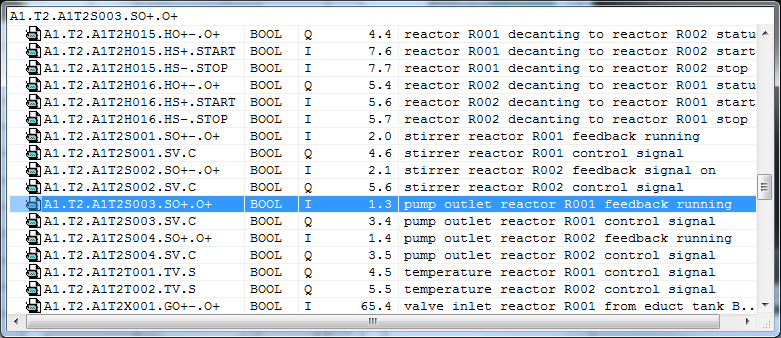 A1.T2.A1T2S003.SO+.O+
A1.T2.A1T2H015.HO+-.O+ BOOL Q 4.4 reactor R001 decanting to reactor R002 statu
A1.T2.A1T2H015.HS+.START BOOL I 7.6 reactor R001 decanting to reactor R002 start
A1.T2.A1T2H015.HS-.STOP BOOL I 7.7 reactor R001 decanting to reactor R002 stop
A1.T2.A1T2H016.HO+-.O+ BOOL Q 5.4 reactor R002 decanting to reactor R001 statu
A1.T2.A1T2H016.HS+.START BOOL I 5.6 reactor R002 decanting to reactor R001 start
A1.T2.A1T2H016.HS-.STOP BOOL I 5.7 reactor R002 decanting to reactor R001 stop
A1.T2.A1T2S001.SO+-.O+ BOOL I 2.0 stirrer reactor R001 feedback running
A1.T2.A1T2S001.SV.C BOOL Q 4.6 stirrer reactor R001 control signal
A1.T2.A1T2S002.SO+-.O+ BOOL I 2.1 stirrer reactor R002 feedback signal on
A1.T2.A1T2S002.SV.C BOOL Q 5.6 stirrer reactor R002 control signal
A1.T2.A1T2S003.SO+.O+ BOOL I 1.3 pump outlet reactor R001 feedback running
A1.T2.A1T2S003.SV.C BOOL Q 3.4 pump outlet reactor R001 control signal
A1.T2.A1T2S004.SO+.O+ BOOL I 1.4 pump outlet reactor R002 feedback running
A1.T2.A1T2S004.SV.C BOOL Q 3.5 pump outlet reactor R002 control signal
A1.T2.A1T2T001.TV.S BOOL Q 4.5 temperature reactor R001 control signal
A1.T2.A1T2T002.TV.S BOOL Q 5.5 temperature reactor R002 control signal
A1.T2.A1T2X001.GO+-.O+ BOOL I 65.4 valve inlet reactor R001 from educt tank B...